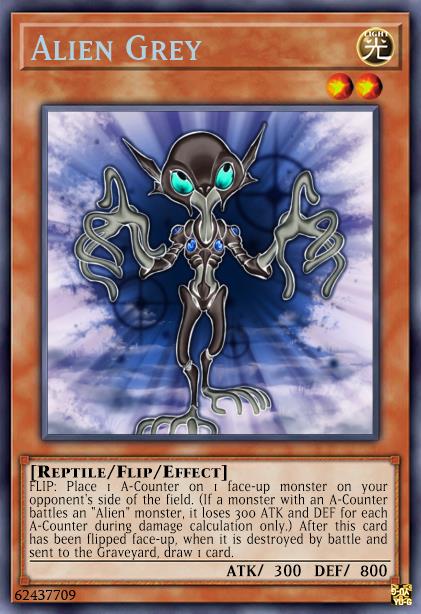 Alien Grey
LIGHT
光
[Reptile/Flip/Effect]
FLIP: Place 1 A-Counter on 1 face-up monster on your
opponent's side of the field. (If a monster with an A-Counter
battles an "Alien" monster, it loses 300 ATK and DEF for each
A-Counter during damage calculation only.) After this card
has been flipped face-up, when it is destroyed by battle and
sent to the Graveyard, draw 1 card.
ATK/ 300 DEF/ 800
62437709